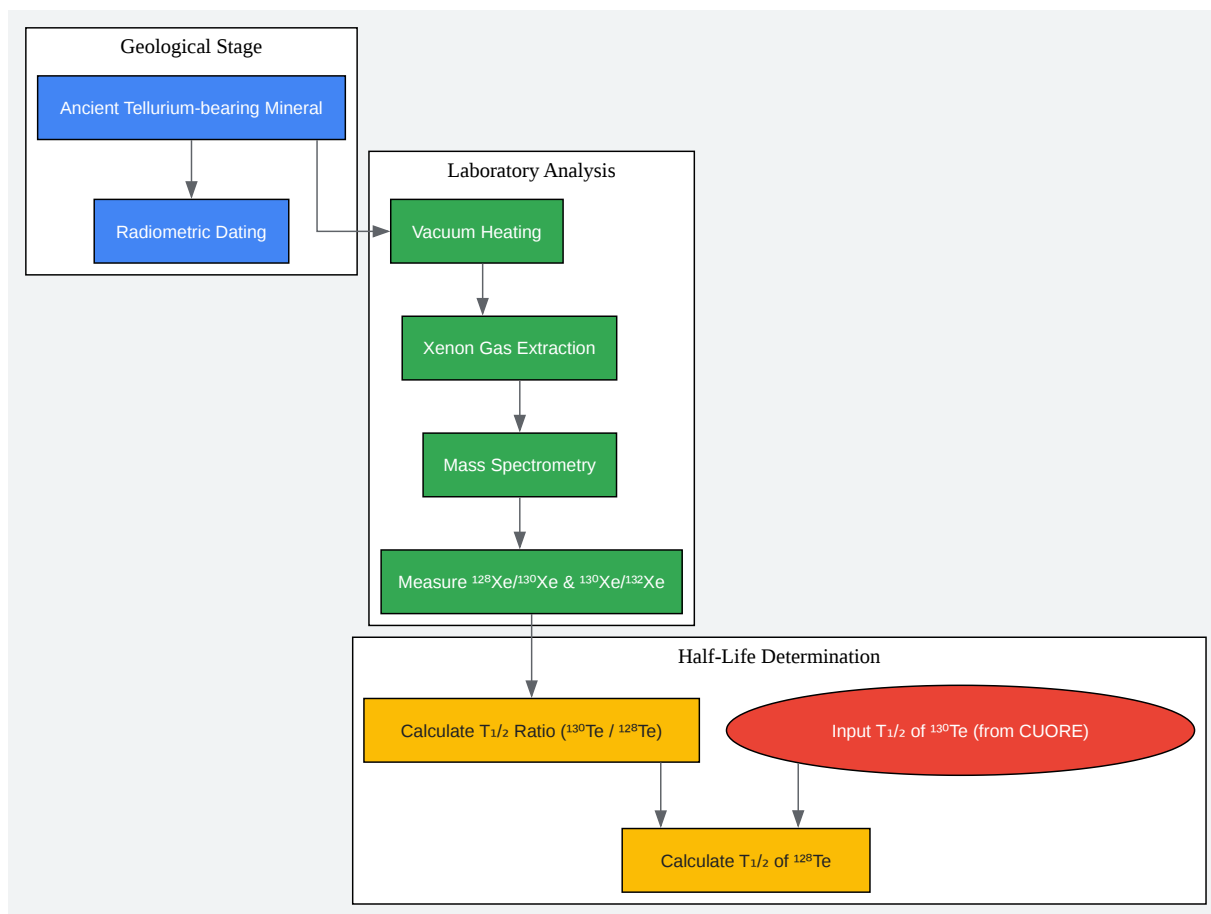 Geological Stage
Ancient Tellurium-bearing Mineral
Radiometric Dating
Laboratory Analysis
Vacuum Heating
Xenon Gas Extraction
Mass Spectrometry
Measure ¹²⁸Xe/¹³⁰Xe & ¹³⁰Xe/¹³²Xe
Half-Life Determination
Calculate T₁/₂ Ratio (¹³⁰Te / ¹²⁸Te)
Input T₁/₂ of ¹³⁰Te (from CUORE)
Calculate T₁/₂ of ¹²⁸Te